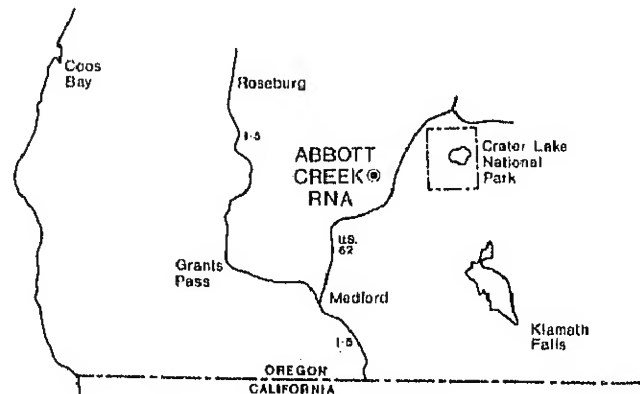 Coos
Bay
Roseburg
I-5
ABBOTT
CREEK
RNA
Crater Lake
National
Park
U.S.
62
Grants
Pass
Medford
I-5
Klamath
Falls
OREGON
CALIFORNIA